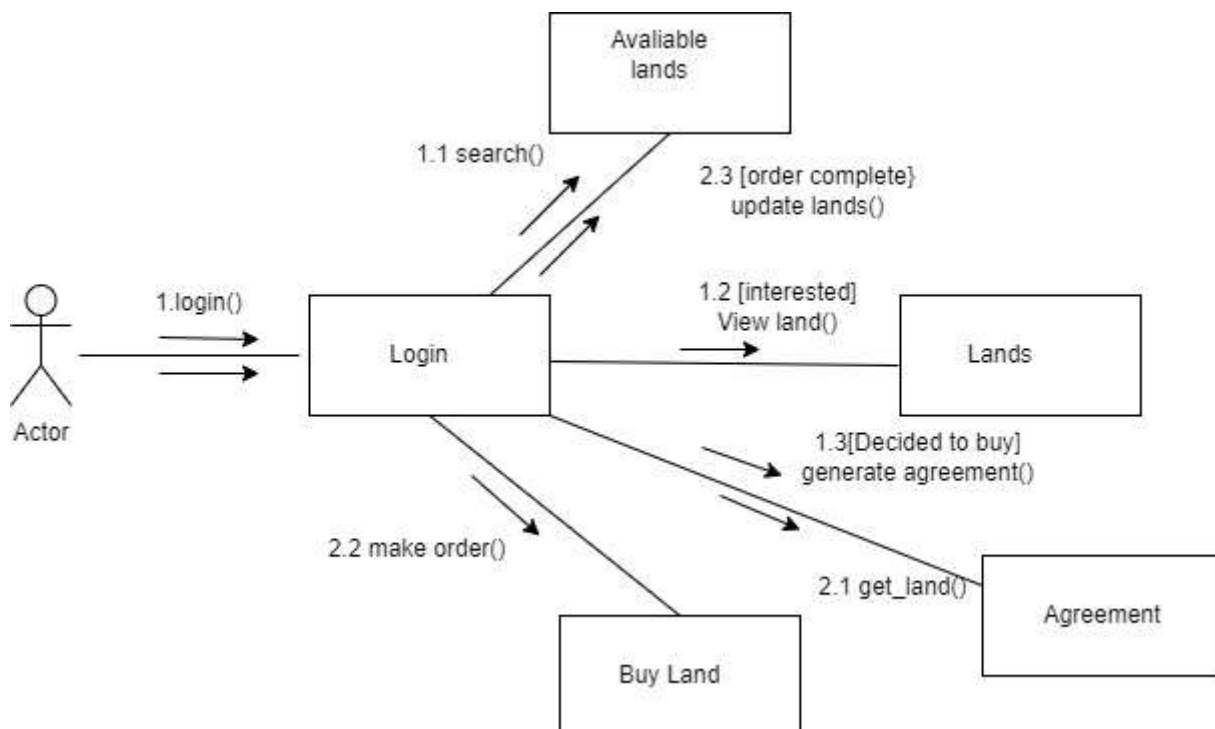 Avaliable
lands
1.1 search()
2.3 [order complete}
update lands()
1.login()
1.2 [interested]
View land()
Login
Lands
Actor
1.3[Decided to buy]
generate agreement()
2.2 make order()
2.1 get_land()
Agreement
Buy Land